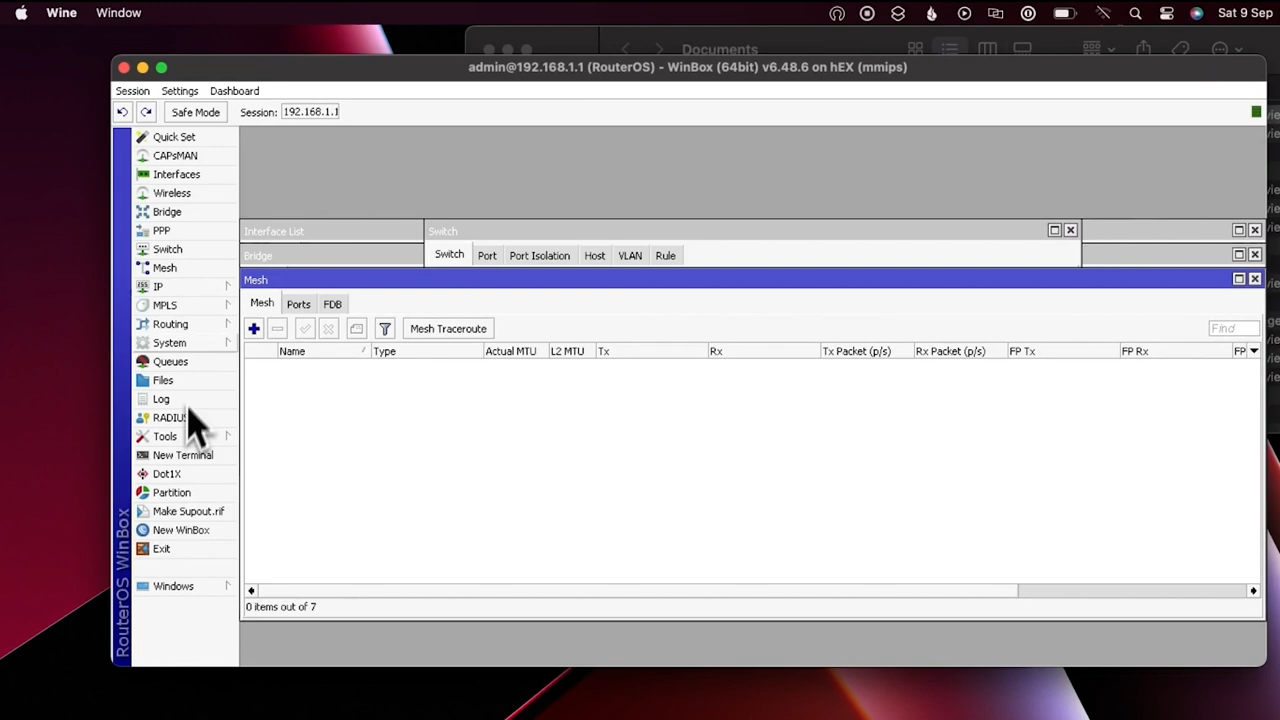 Wine Window Sat 9 Sep
Documents
admin@192.168.1.1 (RouterOS) - WinBox (64bit) v6.48.6 on hEX (mmips)
Session Settings Dashboard
Safe Mode Session: 192.168.1.1
Quick Set
CAPsMAN
Interfaces
Wireless
Bridge
PPP
Switch
Mesh
IP
MPLS
Routing
System
Queues
Files
Log
RADIUS
Tools
New Terminal
Dot1X
Partition
Make Supout.rif
New WinBox
Exit
Windows
RouterOS WinBox
Interface List Switch
Bridge Switch Port Port Isolation Host VLAN Rule
Mesh
Mesh Ports FDB
Mesh Traceroute Find
Name Type Actual MTU L2 MTU Tx Rx Tx Packet (p/s) Rx Packet (p/s) FP Tx FP Rx FP
0 items out of 7